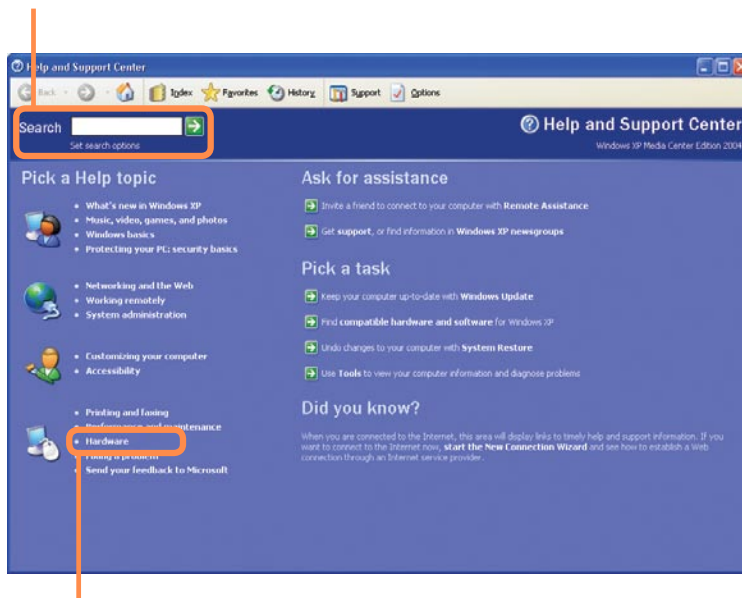 Help and Support Center
Back Index Favorites History Support Options
Search
Set search options
Help and Support Center
Windows XP Media Center Edition 2004
Pick a Help topic
What's new in Windows XP
Music, video, games, and photos
Windows basics
Protecting your PC: security basics
Networking and the Web
Working remotely
System administration
Customizing your computer
Accessibility
Printing and faxing
Performance and maintenance
Hardware
Fixing a problem
Send your feedback to Microsoft
Ask for assistance
Invite a friend to connect to your computer with Remote Assistance
Get support, or find information in Windows XP newsgroups
Pick a task
Keep your computer up-to-date with Windows Update
Find compatible hardware and software for Windows XP
Undo changes to your computer with System Restore
Use Tools to view your computer information and diagnose problems
Did you know?
When you are connected to the Internet, this area will display links to timely help and support information. If you
want to connect to the Internet now, start the New Connection Wizard and see how to establish a Web
connection through an Internet service provider.